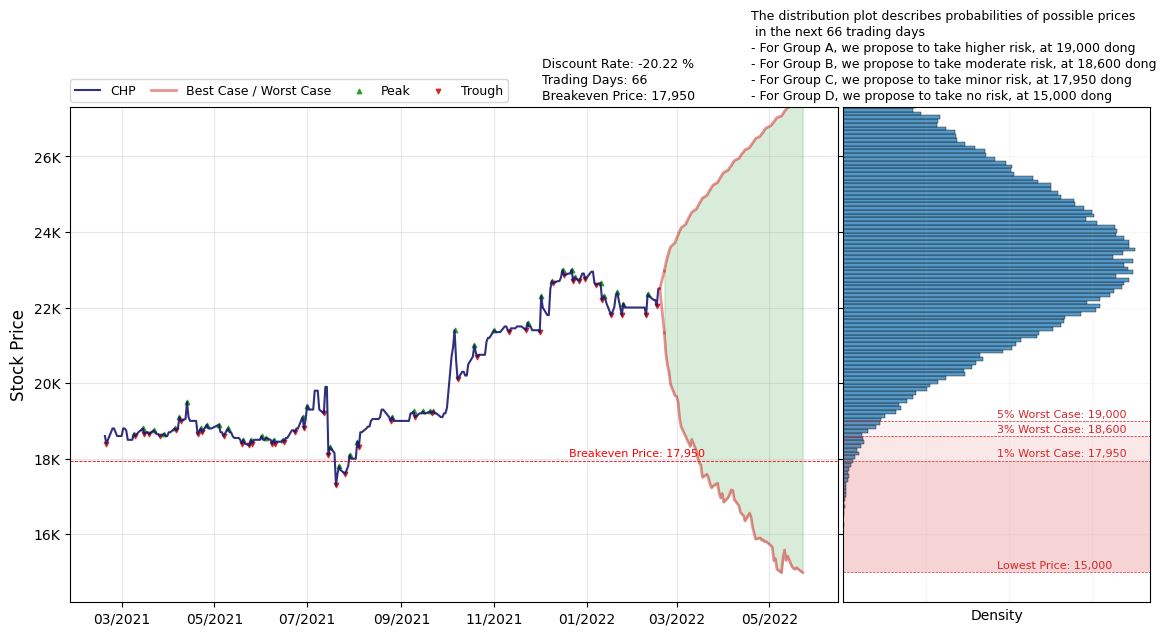 The distribution plot describes probabilities of possible prices
in the next 66 trading days
- For Group A, we propose to take higher risk, at 19,000 dong
- For Group B, we propose to take moderate risk, at 18,600 dong
- For Group C, we propose to take minor risk, at 17,950 dong
- For Group D, we propose to take no risk, at 15,000 dong
Discount Rate: -20.22 %
Trading Days: 66
Breakeven Price: 17,950
CHP
Best Case / Worst Case
Peak
Trough
Stock Price
26K
24K
22K
20K
18K
16K
Breakeven Price: 17,950
5% Worst Case: 19,000
3% Worst Case: 18,600
1% Worst Case: 17,950
Lowest Price: 15,000
03/2021
05/2021
07/2021
09/2021
11/2021
01/2022
03/2022
05/2022
Density